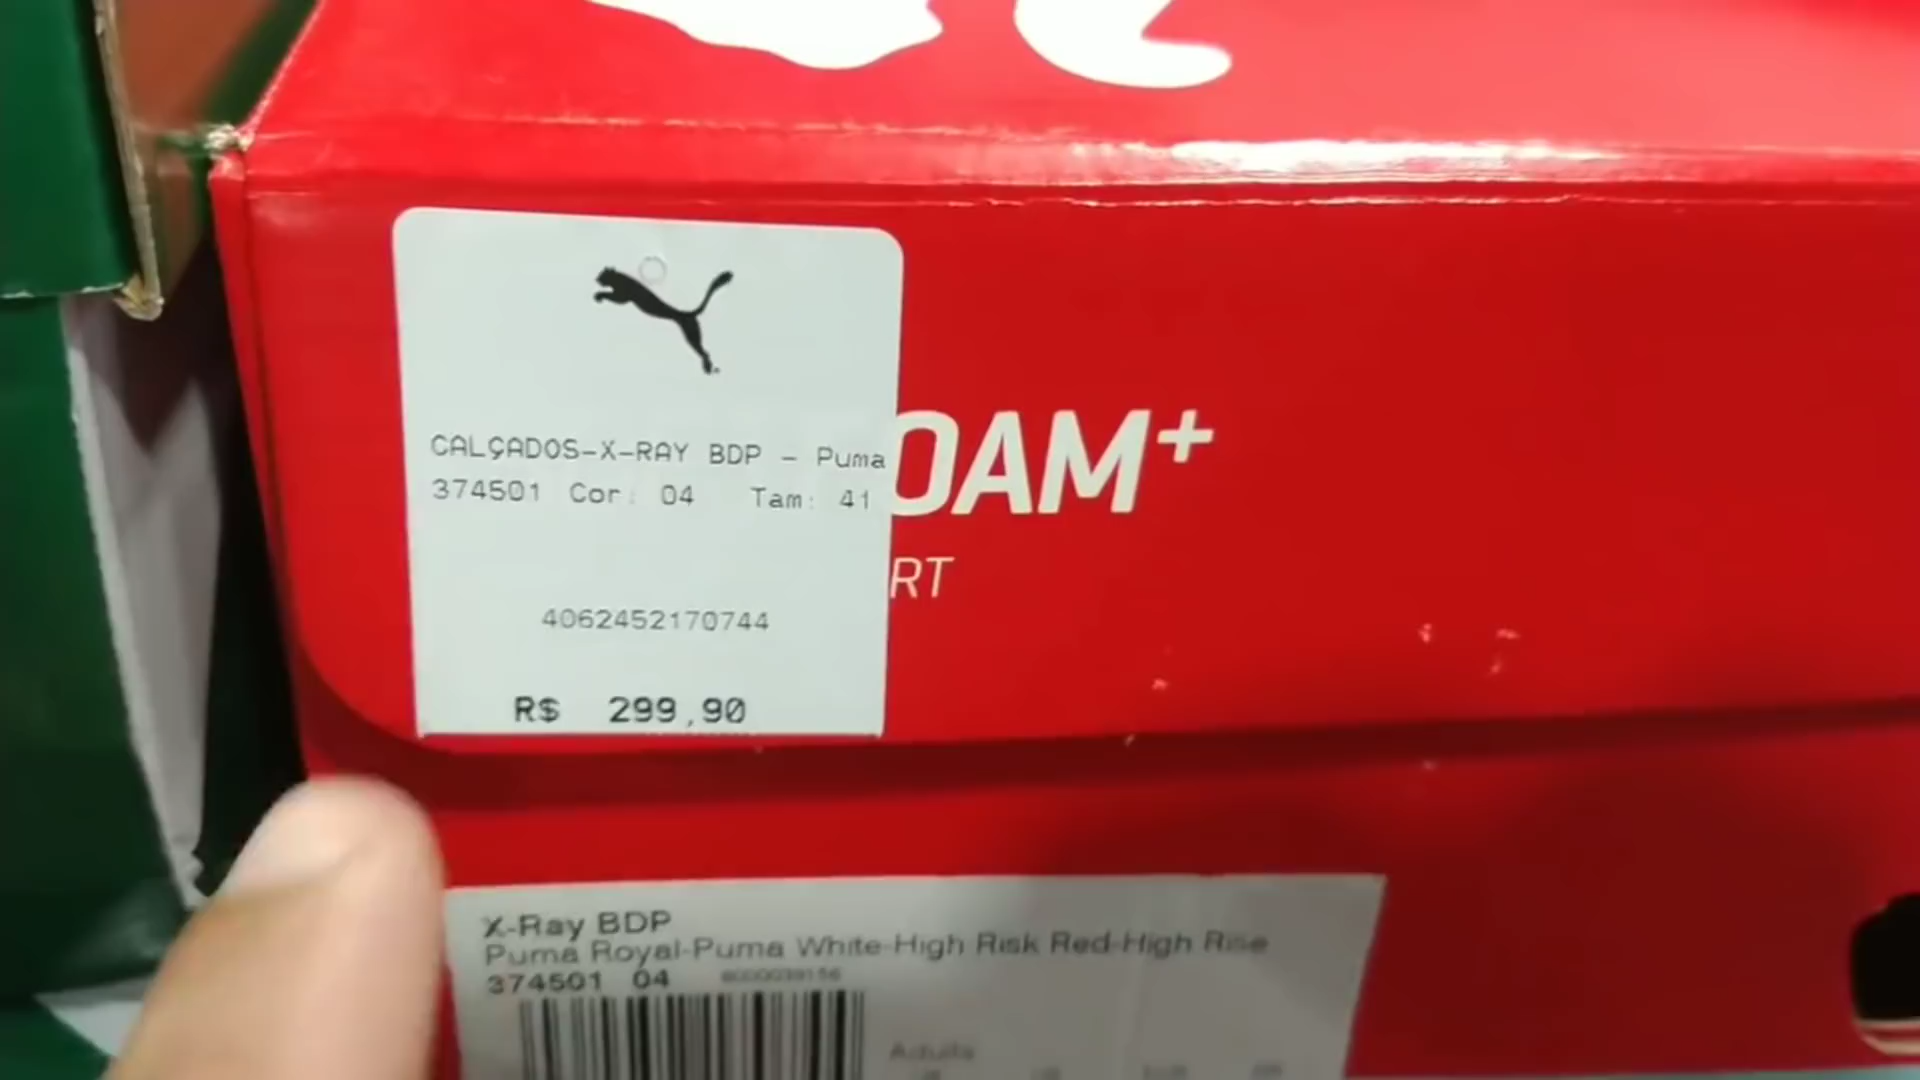 CALÇADOS-X-RAY BDP - Puma
374501 Cor: 04 Tam: 41
4062452170744
R$ 299,90
OAM+
RT
X-Ray BDP
Puma Royal-Puma White-High Risk Red-High Rise
374501 04
Adults